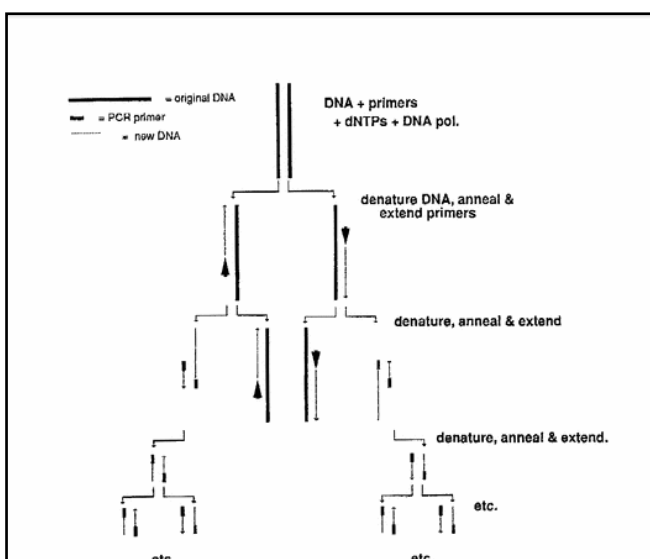 = original DNA
= PCR primer
= new DNA
DNA + primers
+ dNTPs + DNA pol.
denature DNA, anneal &
extend primers
denature, anneal & extend
denature, anneal & extend.
etc.
etc.
etc.